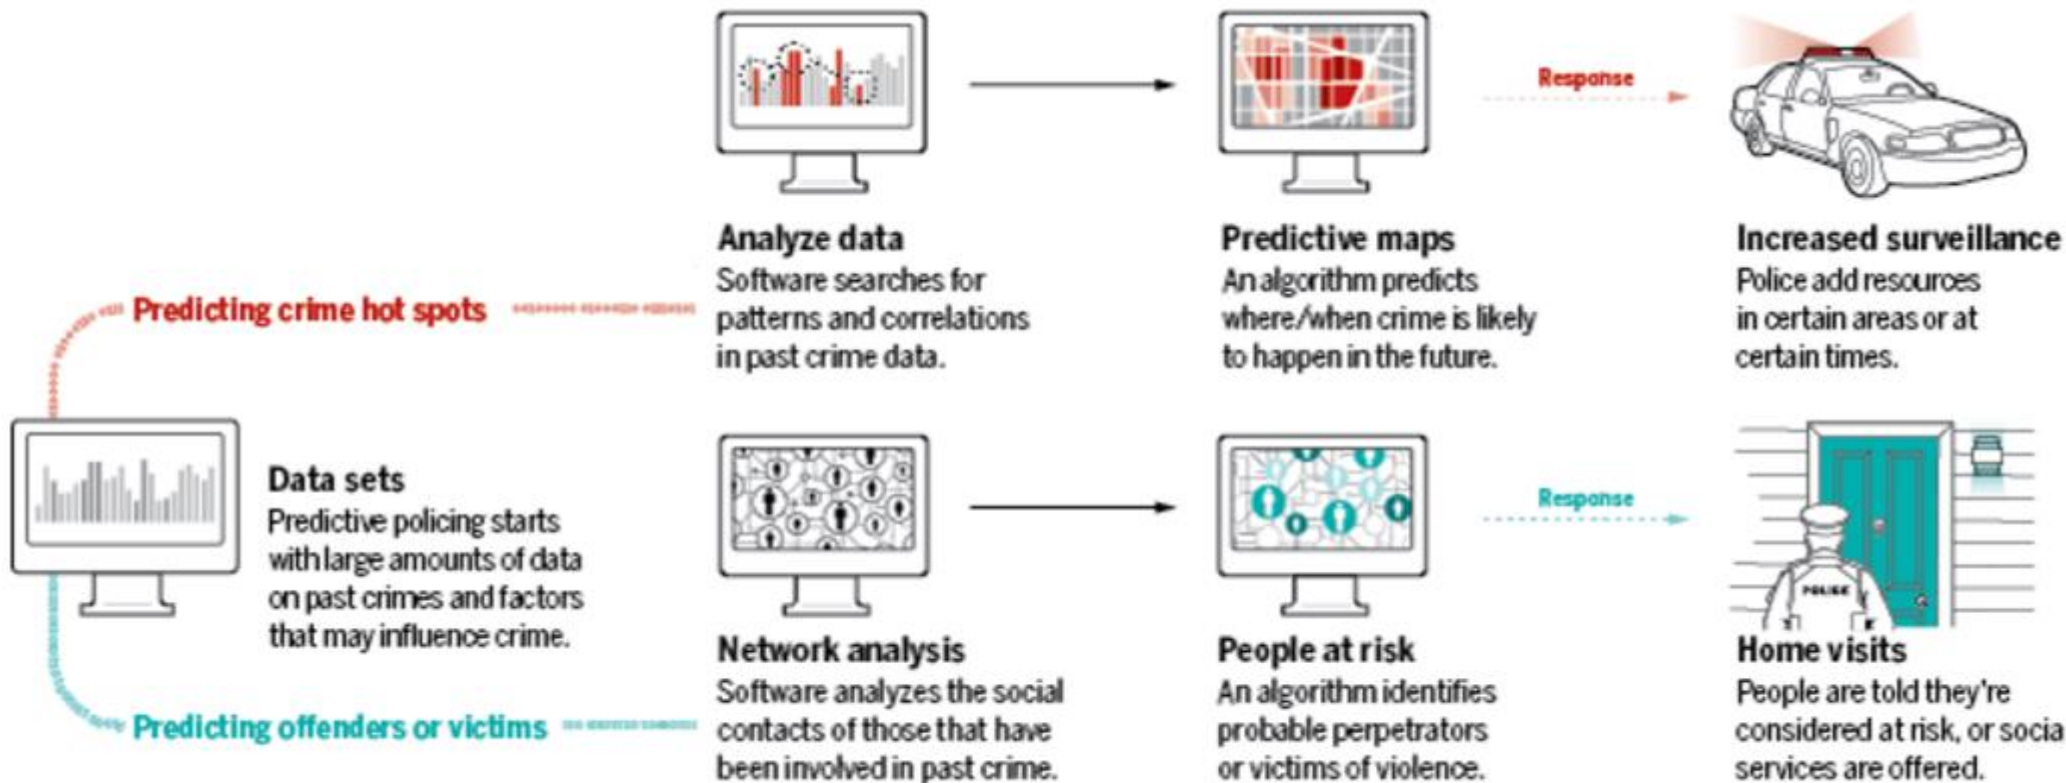 Response
Analyze data
Software searches for
patterns and correlations
in past crime data.
Predictive maps
An algorithm predicts
where/when crime is likely
to happen in the future.
Increased surveillance
Police add resources
in certain areas or at
certain times.
Predicting crime hot spots
Data sets
Predictive policing starts
with large amounts of data
on past crimes and factors
that may influence crime.
Response
POLICE
Network analysis
Software analyzes the social
contacts of those that have
been involved in past crime.
People at risk
An algorithm identifies
probable perpetrators
or victims of violence.
Home visits
People are told they're
considered at risk, or socia
services are offered.
Predicting offenders or victims